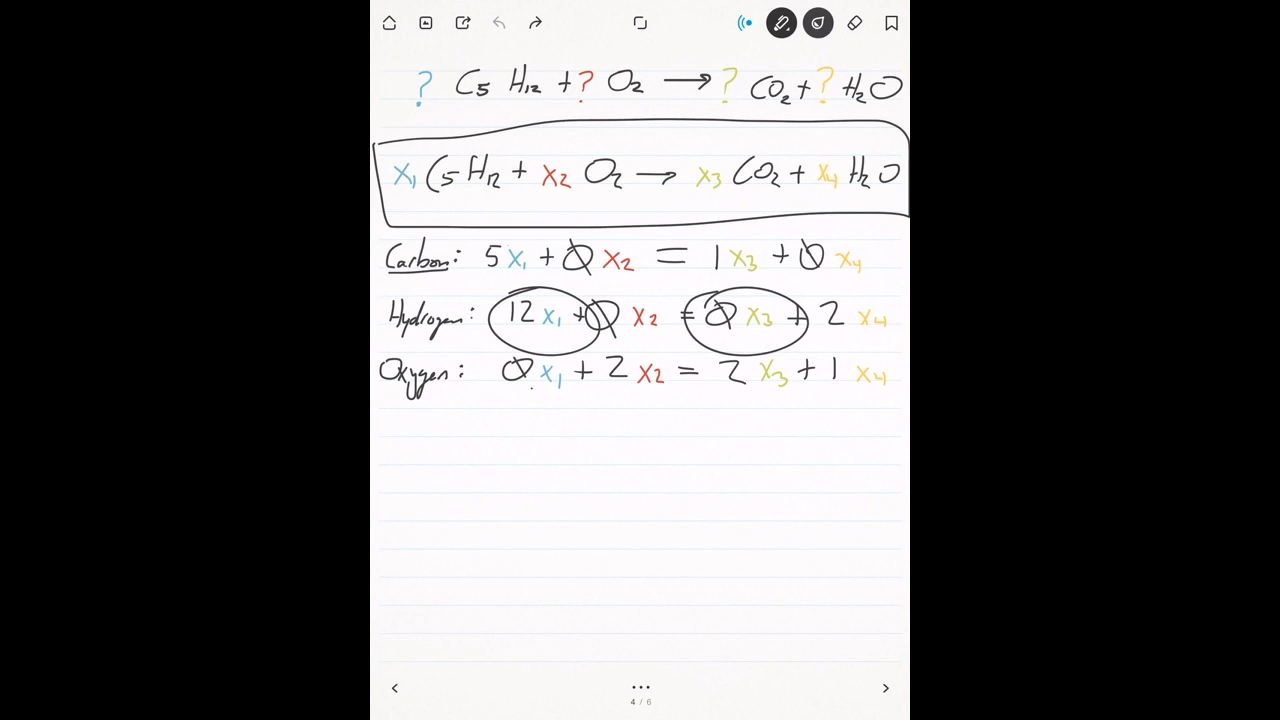 ? C5 H12 + ? O2 → ? CO2 + ? H2O
x1 C5 H12 + x2 O2 → x3 CO2 + x4 H2O
Carbon: 5 x1 + 0 x2 = 1 x3 + 0 x4
Hydrogen: 12 x1 + 0 x2 = 0 x3 + 2 x4
Oxygen: 0 x1 + 2 x2 = 2 x3 + 1 x4
4 / 6